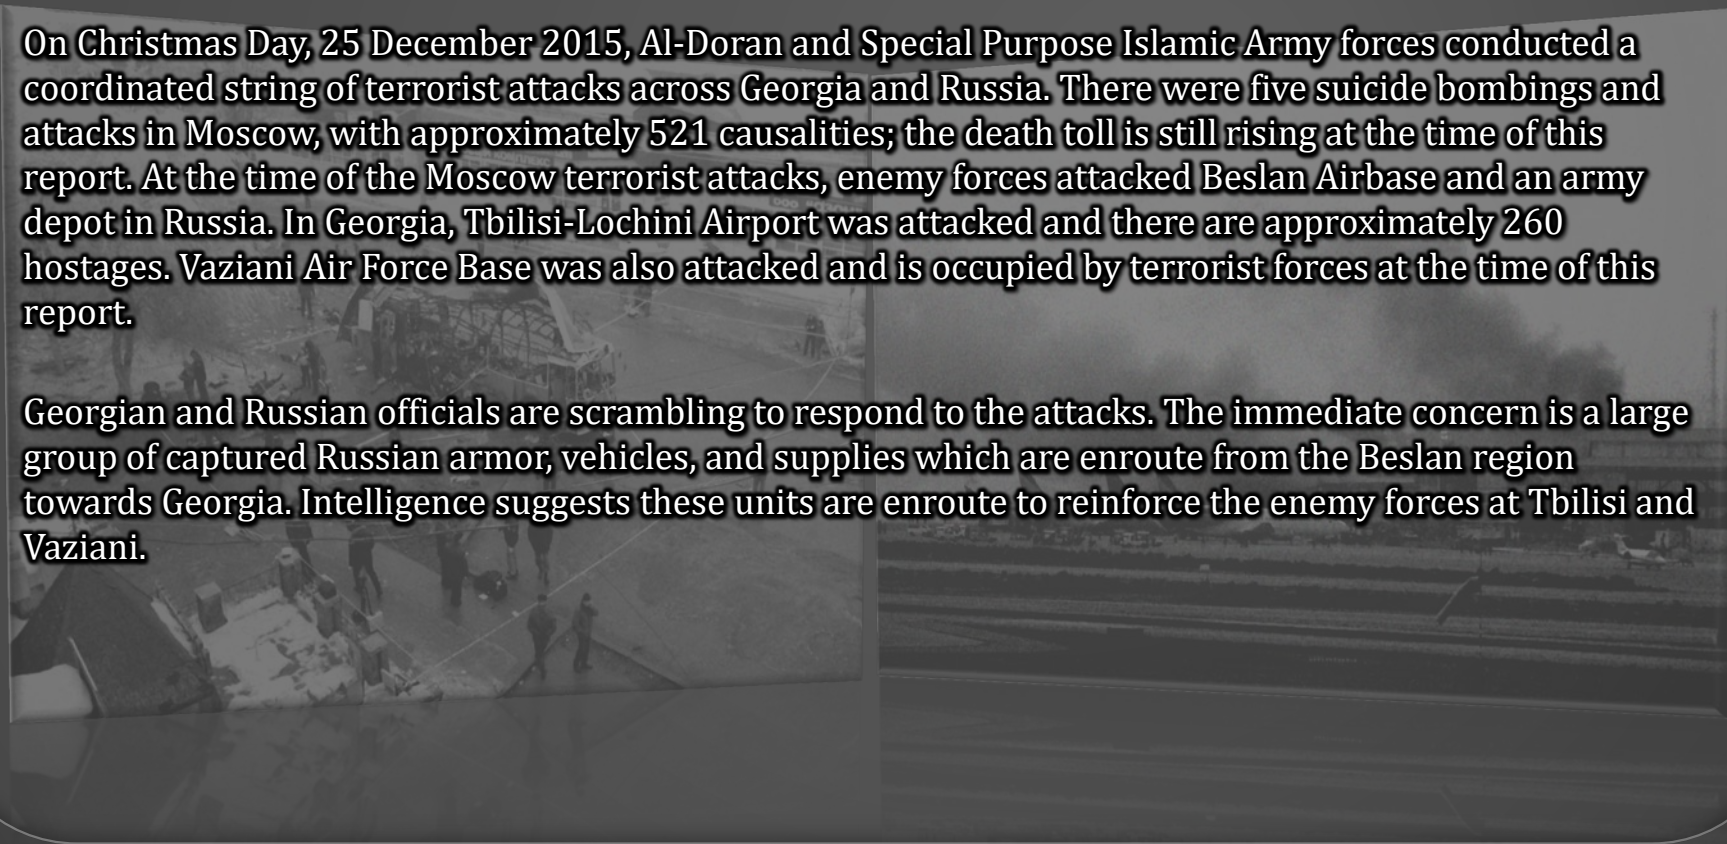 On Christmas Day, 25 December 2015, Al-Doran and Special Purpose Islamic Army forces conducted a
coordinated string of terrorist attacks across Georgia and Russia. There were five suicide bombings and
attacks in Moscow, with approximately 521 causalities; the death toll is still rising at the time of this
report. At the time of the Moscow terrorist attacks, enemy forces attacked Beslan Airbase and an army
depot in Russia. In Georgia, Tbilisi-Lochini Airport was attacked and there are approximately 260
hostages. Vaziani Air Force Base was also attacked and is occupied by terrorist forces at the time of this
report.
Georgian and Russian officials are scrambling to respond to the attacks. The immediate concern is a large
group of captured Russian armor, vehicles, and supplies which are enroute from the Beslan region
towards Georgia. Intelligence suggests these units are enroute to reinforce the enemy forces at Tbilisi and
Vaziani.